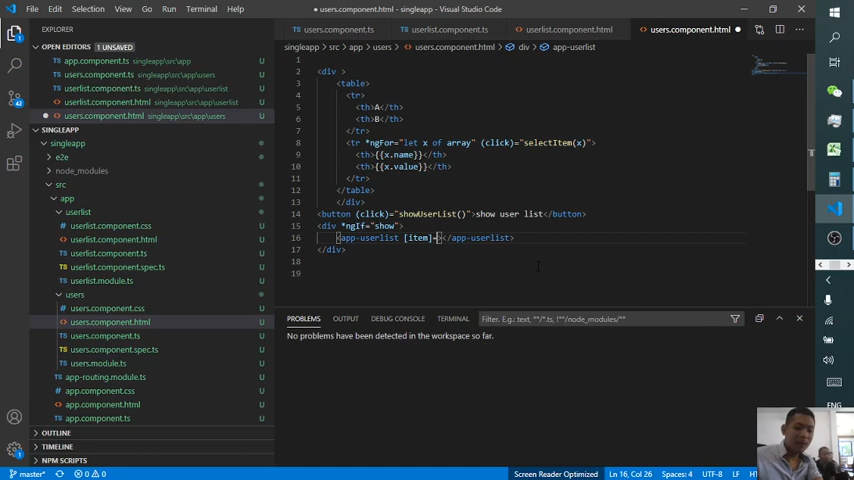 File Edit Selection View Go Run Terminal Help
● users.component.html - singleapp - Visual Studio Code
EXPLORER
OPEN EDITORS 1 UNSAVED
app.component.ts singleapp\src\app U
users.component.ts singleapp\src\app\users U
userlist.component.ts singleapp\src\app\userlist U
userlist.component.html singleapp\src\app\userlist U
users.component.html singleapp\src\app\users U
SINGLEAPP
singleapp
e2e
node_modules
src
app
userlist
userlist.component.css U
userlist.component.html U
userlist.component.ts U
userlist.component.spec.ts U
userlist.module.ts U
users
users.component.css U
users.component.html U
users.component.ts U
users.component.spec.ts U
users.module.ts U
app-routing.module.ts U
app.component.css U
app.component.html U
app.component.ts U
OUTLINE
TIMELINE
NPM SCRIPTS
42
1
users.component.ts userlist.component.ts userlist.component.html users.component.html
singleapp > src > app > users > users.component.html > div > app-userlist
1
2 <div >
3 <table>
4 <tr>
5 <th>A</th>
6 <th>B</th>
7 </tr>
8 <tr *ngFor="let x of array" (click)="selectItem(x)">
9 <th>{{x.name}}</th>
10 <th>{{x.value}}</th>
11 </tr>
12 </table>
13 </div>
14 <button (click)="showUserList()">show user list</button>
15 <div *ngIf="show">
16 <app-userlist [item]=></app-userlist>
17 </div>
18
19
PROBLEMS OUTPUT DEBUG CONSOLE TERMINAL Filter. E.g.: text, **/*.ts, !**/node_modules/**
No problems have been detected in the workspace so far.
master* 0 0 Screen Reader Optimized Ln 16, Col 26 Spaces: 4 UTF-8 LF
ENG